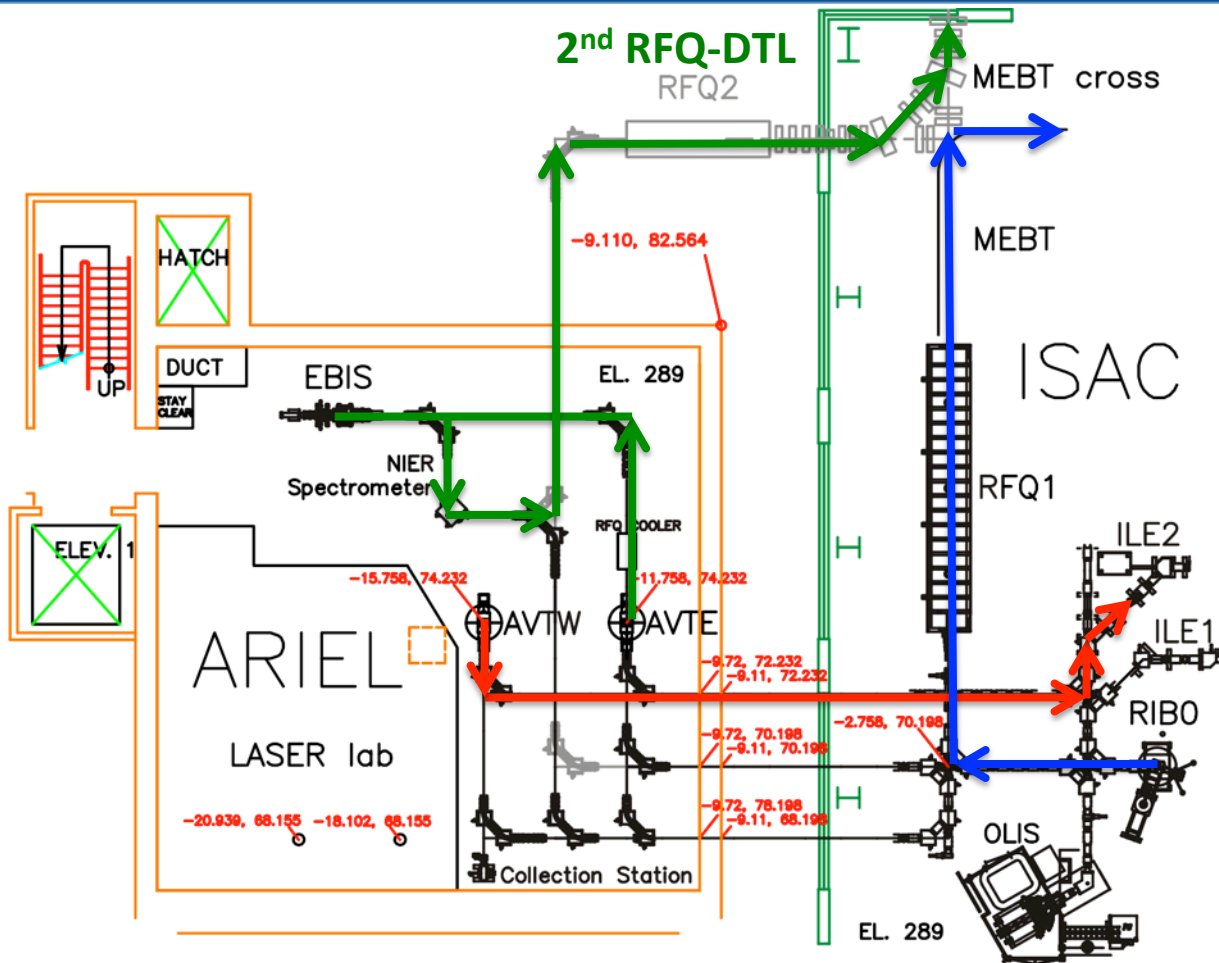 2nd RFQ-DTL
RFQ2
MEBT cross
-9.110, 82.564
MEBT
HATCH
ISAC
UP
DUCT
STAY
CLEAR
EBIS
EL. 289
NIER
Spectrometer
RFQ1
RFQ COOLER
ELEV. 1
ILE2
-15.758, 74.232
-11.758, 74.232
AVTW
AVTE
ARIEL
ILE1
-9.72, 72.232
-9.11, 72.232
RIB0
-9.72, 70.198
-9.11, 70.198
-2.758, 70.198
LASER lab
-9.72, 78.198
-9.11, 68.198
-20.939, 68.155
-18.102, 68.155
OLIS
Collection Station
EL. 289